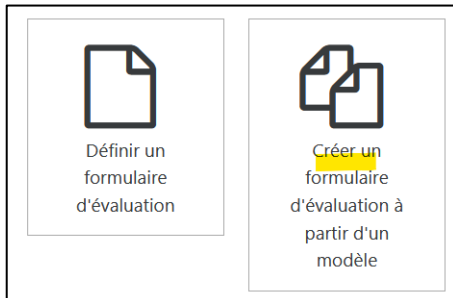 Définir un
formulaire
d'évaluation
Créer un
formulaire
d'évaluation à
partir d'un
modèle